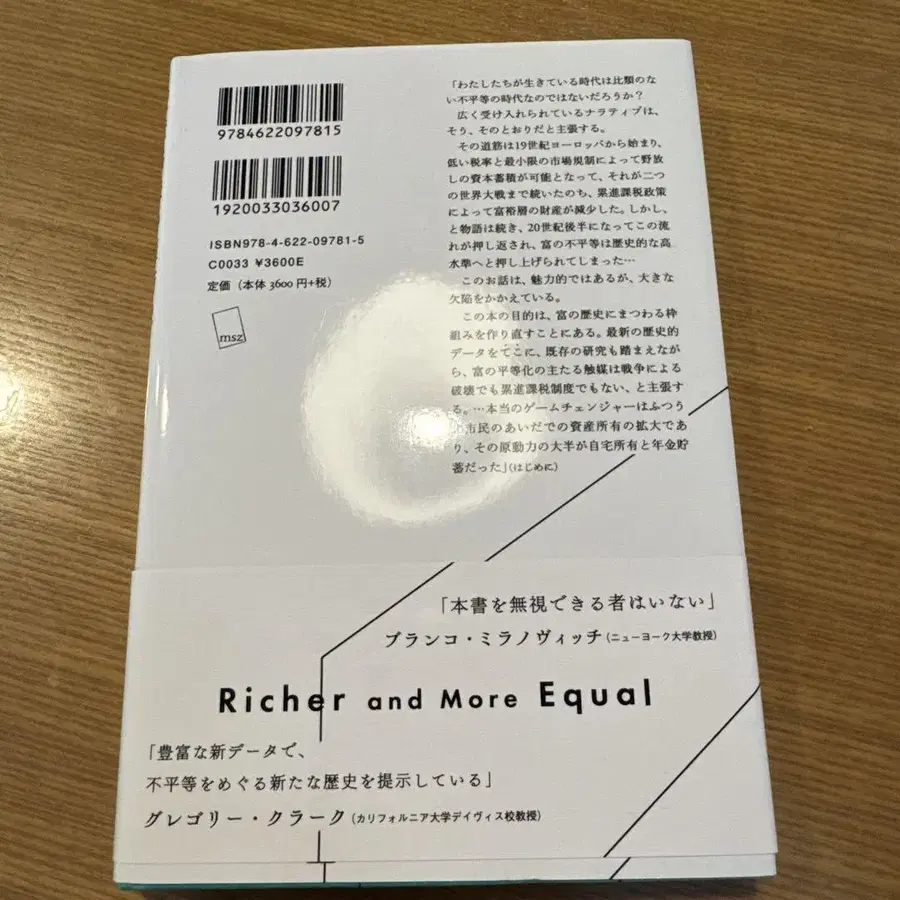 9784622097815
1920033036007
ISBN978-4-622-09781-5
C0033 ¥3600E
定価（本体 3600 円+税）
msz
「わたしたちが生きている時代は比類のな
い不平等の時代なのではないだろうか？
広く受け入れられているナラティブは、
そう、そのとおりだと主張する。
その道筋は19世紀ヨーロッパから始まり、
低い税率と最小限の市場規制によって野放
しの資本蓄積が可能となって、それが二つ
の世界大戦まで続いたのち、累進課税政策
によって富裕層の財産が減少した。しかし、
と物語は続き、20世紀後半になってこの流
れが押し返され、富の不平等は歴史的な高
水準へと押し上げられてしまった…
このお話は、魅力的ではあるが、大きな
欠陥をかかえている。
この本の目的は、富の歴史にまつわる枠
組みを作り直すことにある。最新の歴史的
データをてこに、既存の研究も踏まえなが
ら、富の平等化の主たる触媒は戦争による
破壊でも累進課税制度でもない、と主張す
る。…本当のゲームチェンジャーはふつう
市民のあいだでの資産所有の拡大であ
り、その原動力の大半が自宅所有と年金貯
蓄だった」（はじめに）
「本書を無視できる者はいない」
ブランコ・ミラノヴィッチ（ニューヨーク大学教授）
Richer and More Equal
「豊富な新データで、
不平等をめぐる新たな歴史を提示している」
グレゴリー・クラーク（カリフォルニア大学デイヴィス校教授）